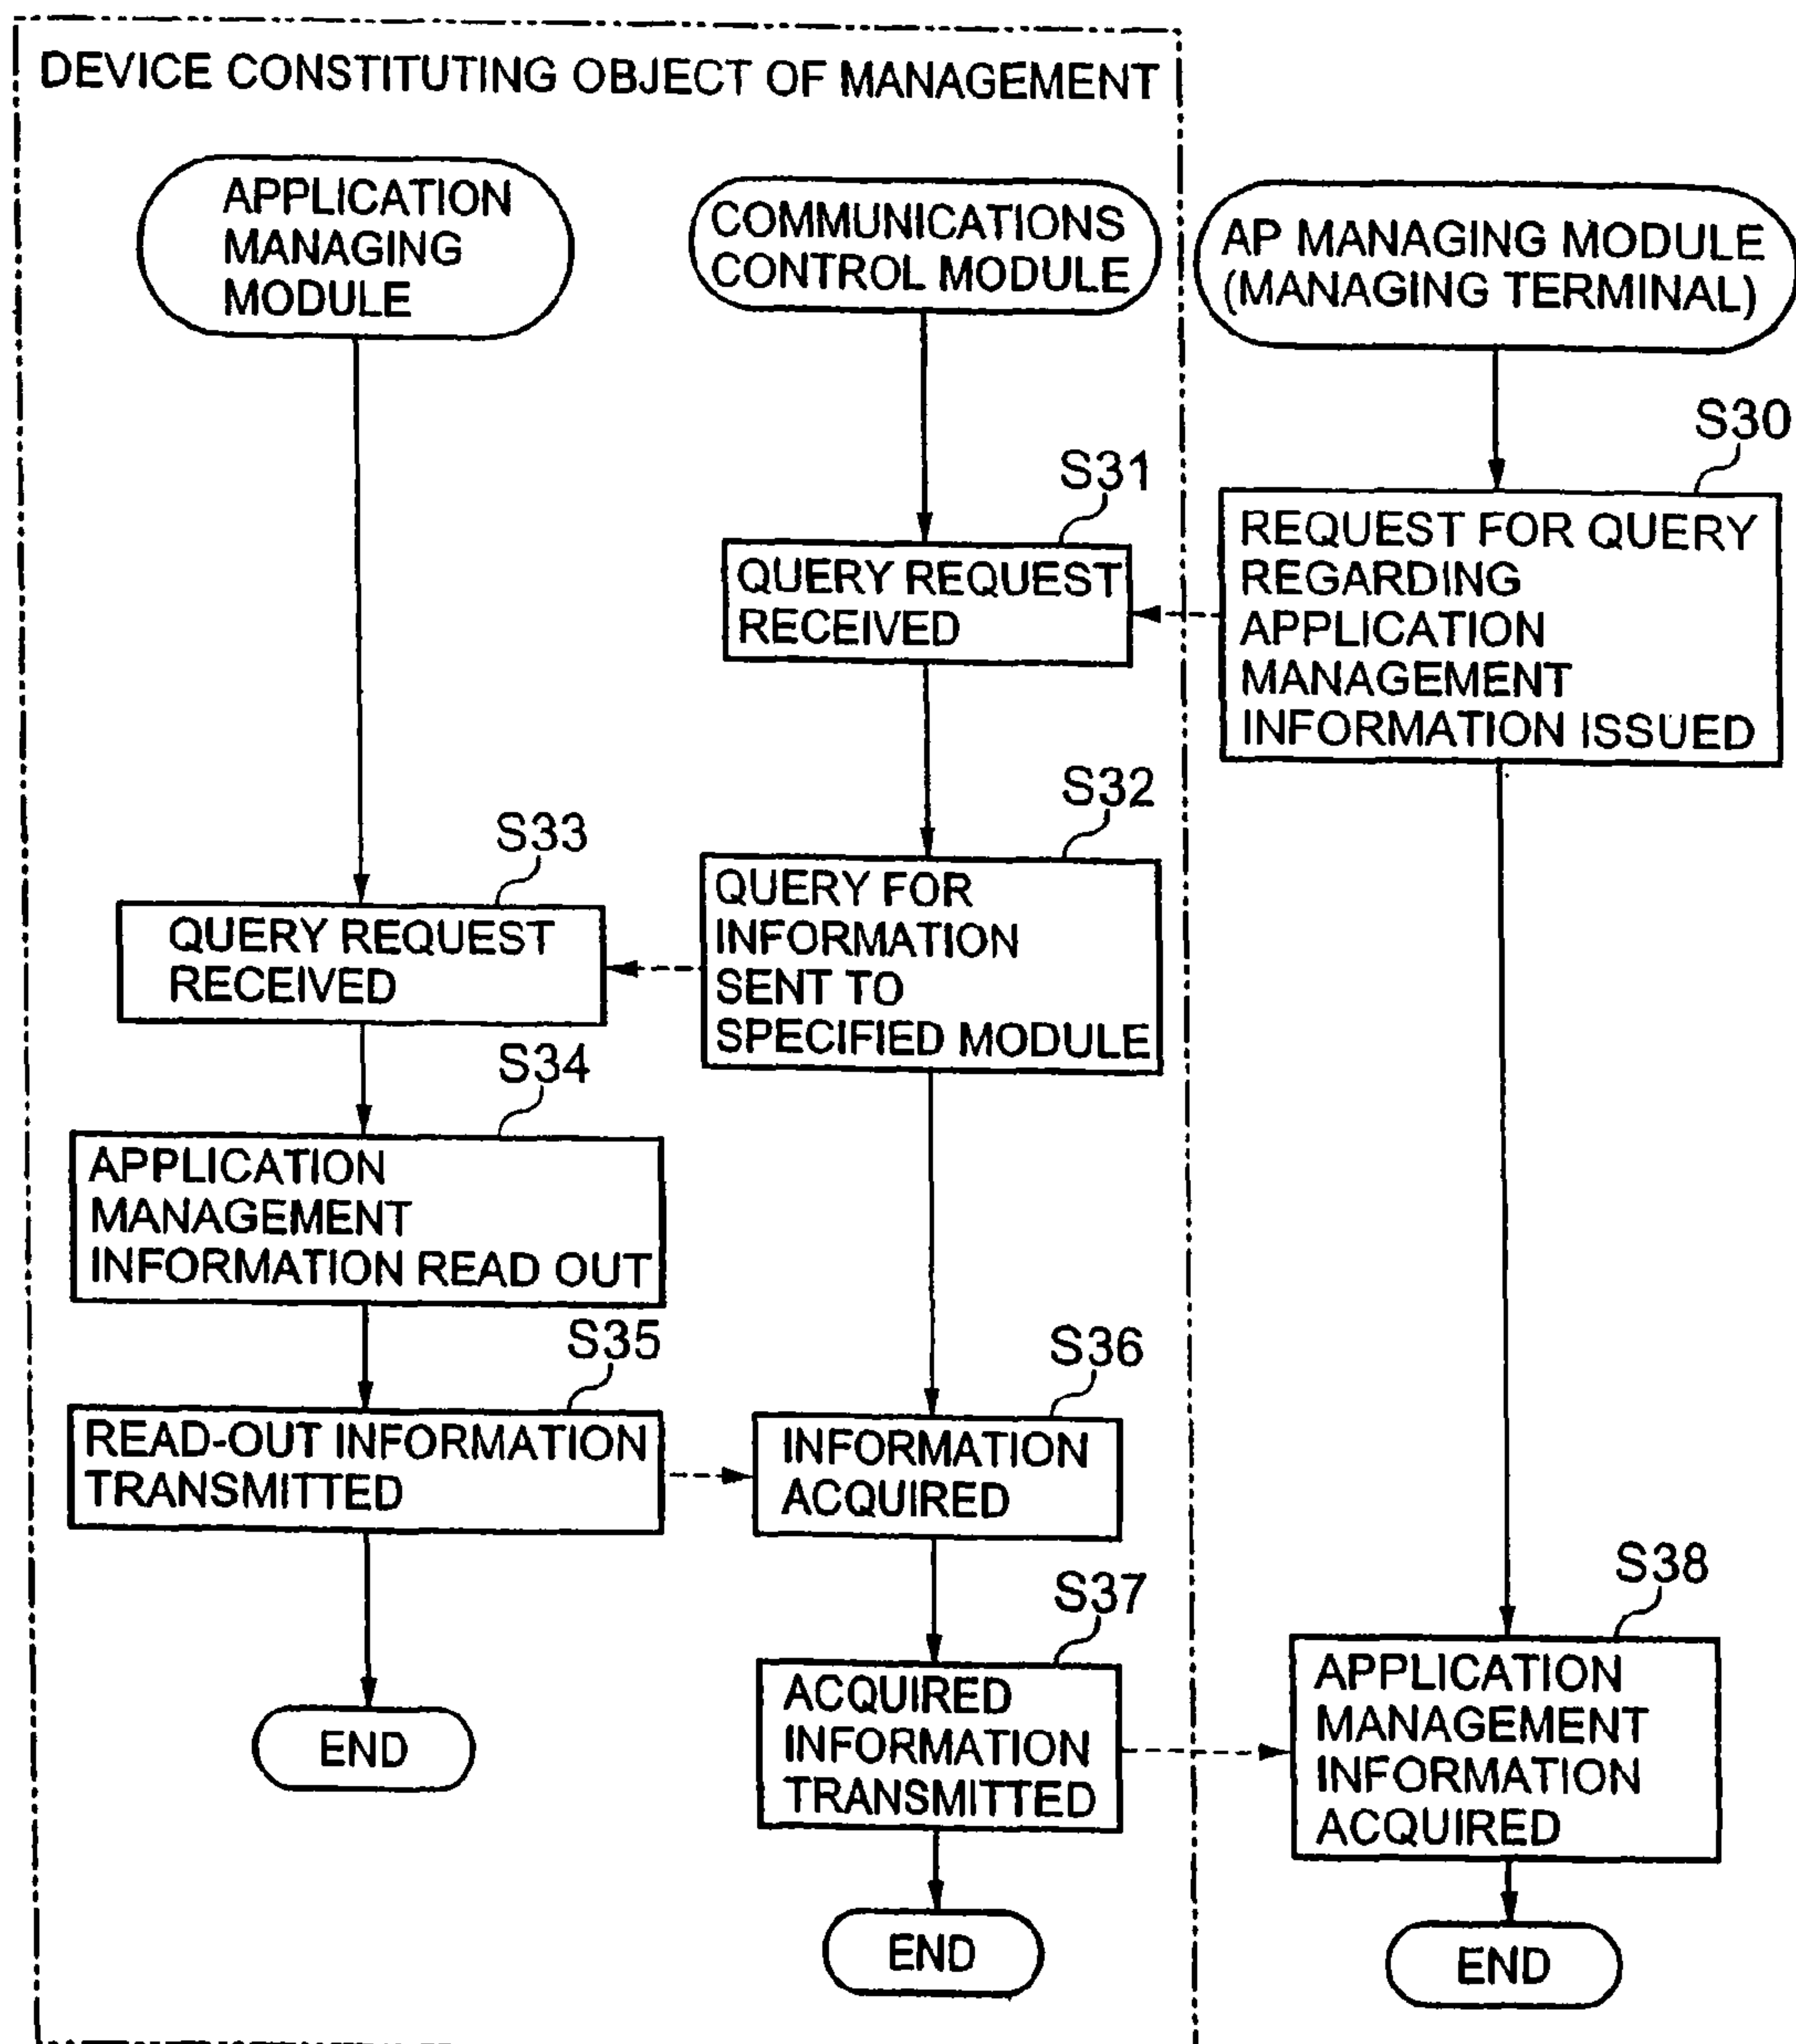 DEVICE CONSTITUTING OBJECT OF MANAGEMENT
APPLICATION
MANAGING
MODULE
COMMUNICATIONS
CONTROL MODULE
AP MANAGING MODULE
(MANAGING TERMINAL)
S30
REQUEST FOR QUERY
REGARDING
APPLICATION
MANAGEMENT
INFORMATION ISSUED
S31
QUERY REQUEST
RECEIVED
S32
QUERY FOR
INFORMATION
SENT TO
SPECIFIED MODULE
S33
QUERY REQUEST
RECEIVED
S34
APPLICATION
MANAGEMENT
INFORMATION READ OUT
S35
READ-OUT INFORMATION
TRANSMITTED
S36
INFORMATION
ACQUIRED
S37
ACQUIRED
INFORMATION
TRANSMITTED
S38
APPLICATION
MANAGEMENT
INFORMATION
ACQUIRED
END
END
END